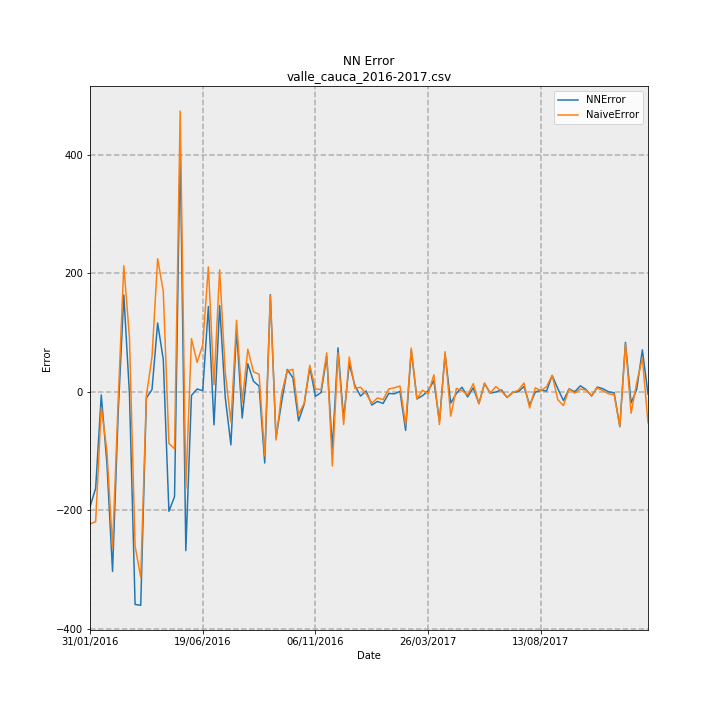 NN Error
valle_cauca_2016-2017.csv
NNError
NaiveError
400
200
0
−200
−400
Error
31/01/2016
19/06/2016
06/11/2016
26/03/2017
13/08/2017
Date